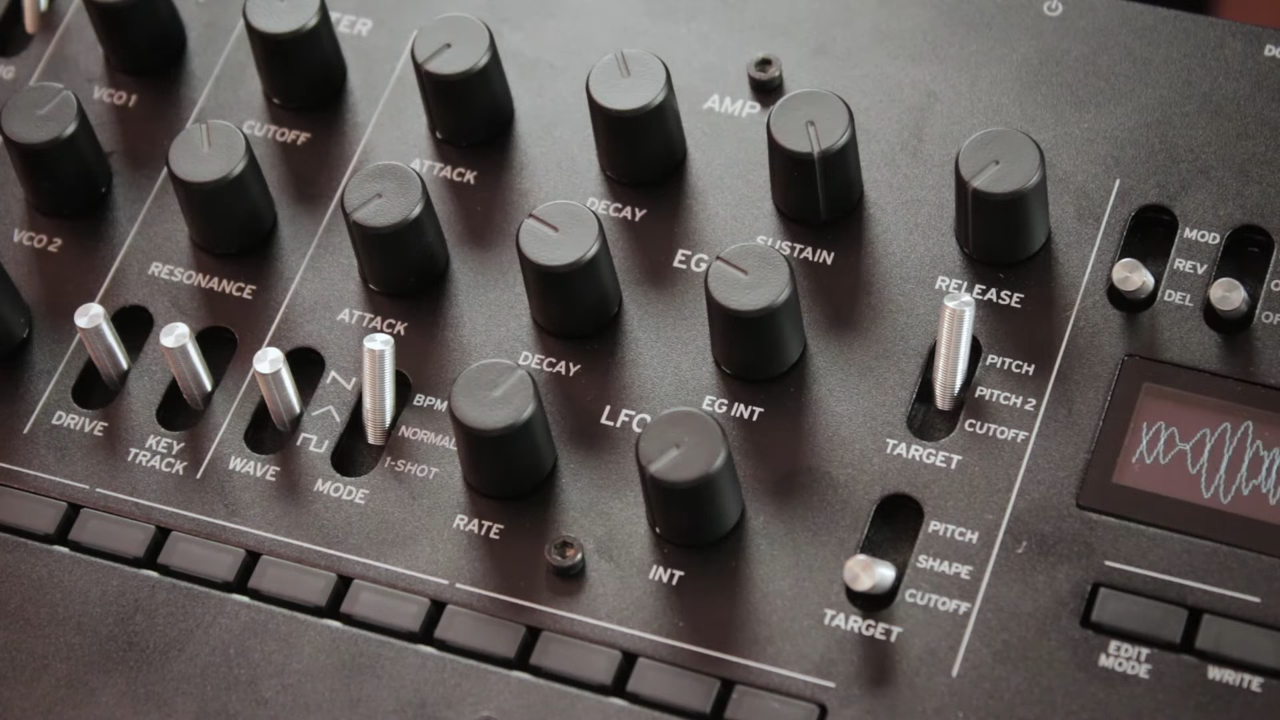 VCO 1
VCO 2
CUTOFF
RESONANCE
DRIVE
KEY
TRACK
AMP
ATTACK
DECAY
SUSTAIN
RELEASE
EG
ATTACK
DECAY
EG INT
PITCH
PITCH 2
CUTOFF
TARGET
LFO
WAVE
BPM
NORMAL
1-SHOT
MODE
RATE
INT
PITCH
SHAPE
CUTOFF
TARGET
MOD
REV
DEL
EDIT
MODE
WRITE